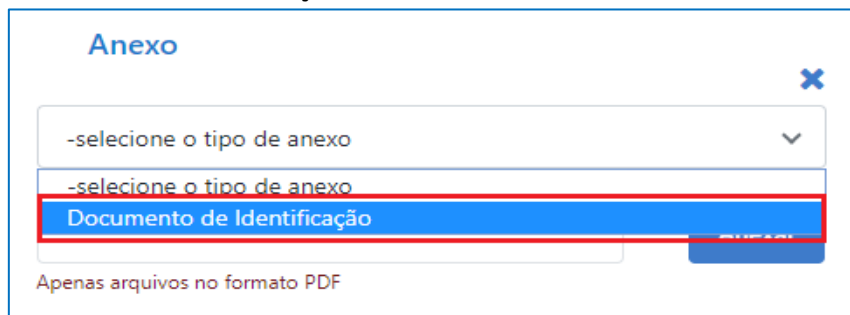 Anexo
-selecione o tipo de anexo
-selecione o tipo de anexo
Documento de Identificação
Apenas arquivos no formato PDF